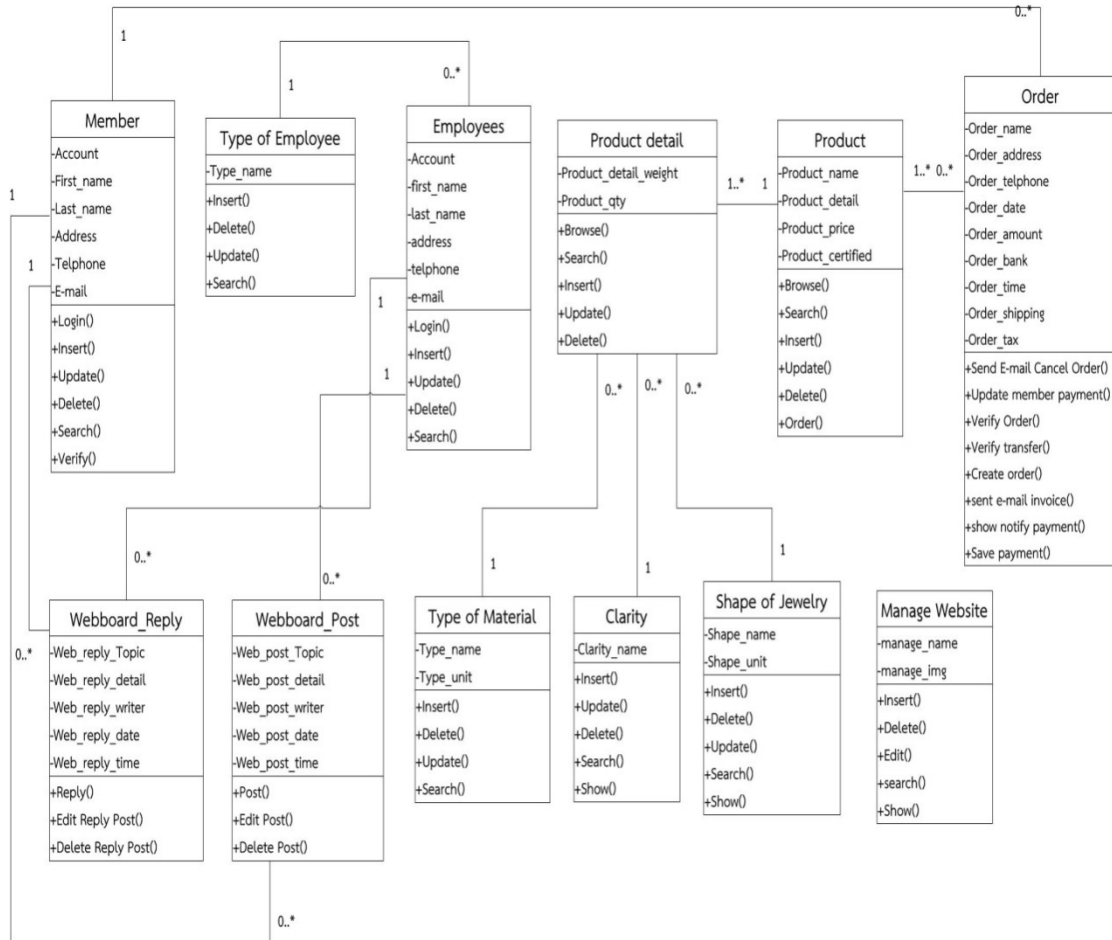 1
0..*
1
0..*
Member
-Account
-First_name
-Last_name
-Address
-Telphone
-E-mail
+Login()
+Insert()
+Update()
+Delete()
+Search()
+Verify()
1
1
Type of Employee
-Type_name
+Insert()
+Delete()
+Update()
+Search()
Employees
-Account
-first_name
-last_name
-address
-telphone
-e-mail
+Login()
+Insert()
+Update()
+Delete()
+Search()
1
1
Product detail
-Product_detail_weight
-Product_qty
+Browse()
+Search()
+Insert()
+Update()
+Delete()
1..*
1
Product
-Product_name
-Product_detail
-Product_price
-Product_certified
+Browse()
+Search()
+Insert()
+Update()
+Delete()
+Order()
1..*
0..*
Order
-Order_name
-Order_address
-Order_telphone
-Order_date
-Order_amount
-Order_bank
-Order_time
-Order_shipping
-Order_tax
+Send E-mail Cancel Order()
+Update member payment()
+Verify Order()
+Verify transfer()
+Create order()
+sent e-mail invoice()
+show notify payment()
+Save payment()
0..*
0..*
0..*
0..*
0..*
1
1
1
0..*
Webboard_Reply
-Web_reply_Topic
-Web_reply_detail
-Web_reply_writer
-Web_reply_date
-Web_reply_time
+Reply()
+Edit Reply Post()
+Delete Reply Post()
Webboard_Post
-Web_post_Topic
-Web_post_detail
-Web_post_writer
-Web_post_date
-Web_post_time
+Post()
+Edit Post()
+Delete Post()
0..*
Type of Material
-Type_name
-Type_unit
+Insert()
+Delete()
+Update()
+Search()
Clarity
-Clarity_name
+Insert()
+Update()
+Delete()
+Search()
+Show()
Shape of Jewelry
-Shape_name
-Shape_unit
+Insert()
+Delete()
+Update()
+Search()
+Show()
Manage Website
-manage_name
-manage_img
+Insert()
+Delete()
+Edit()
+search()
+Show()